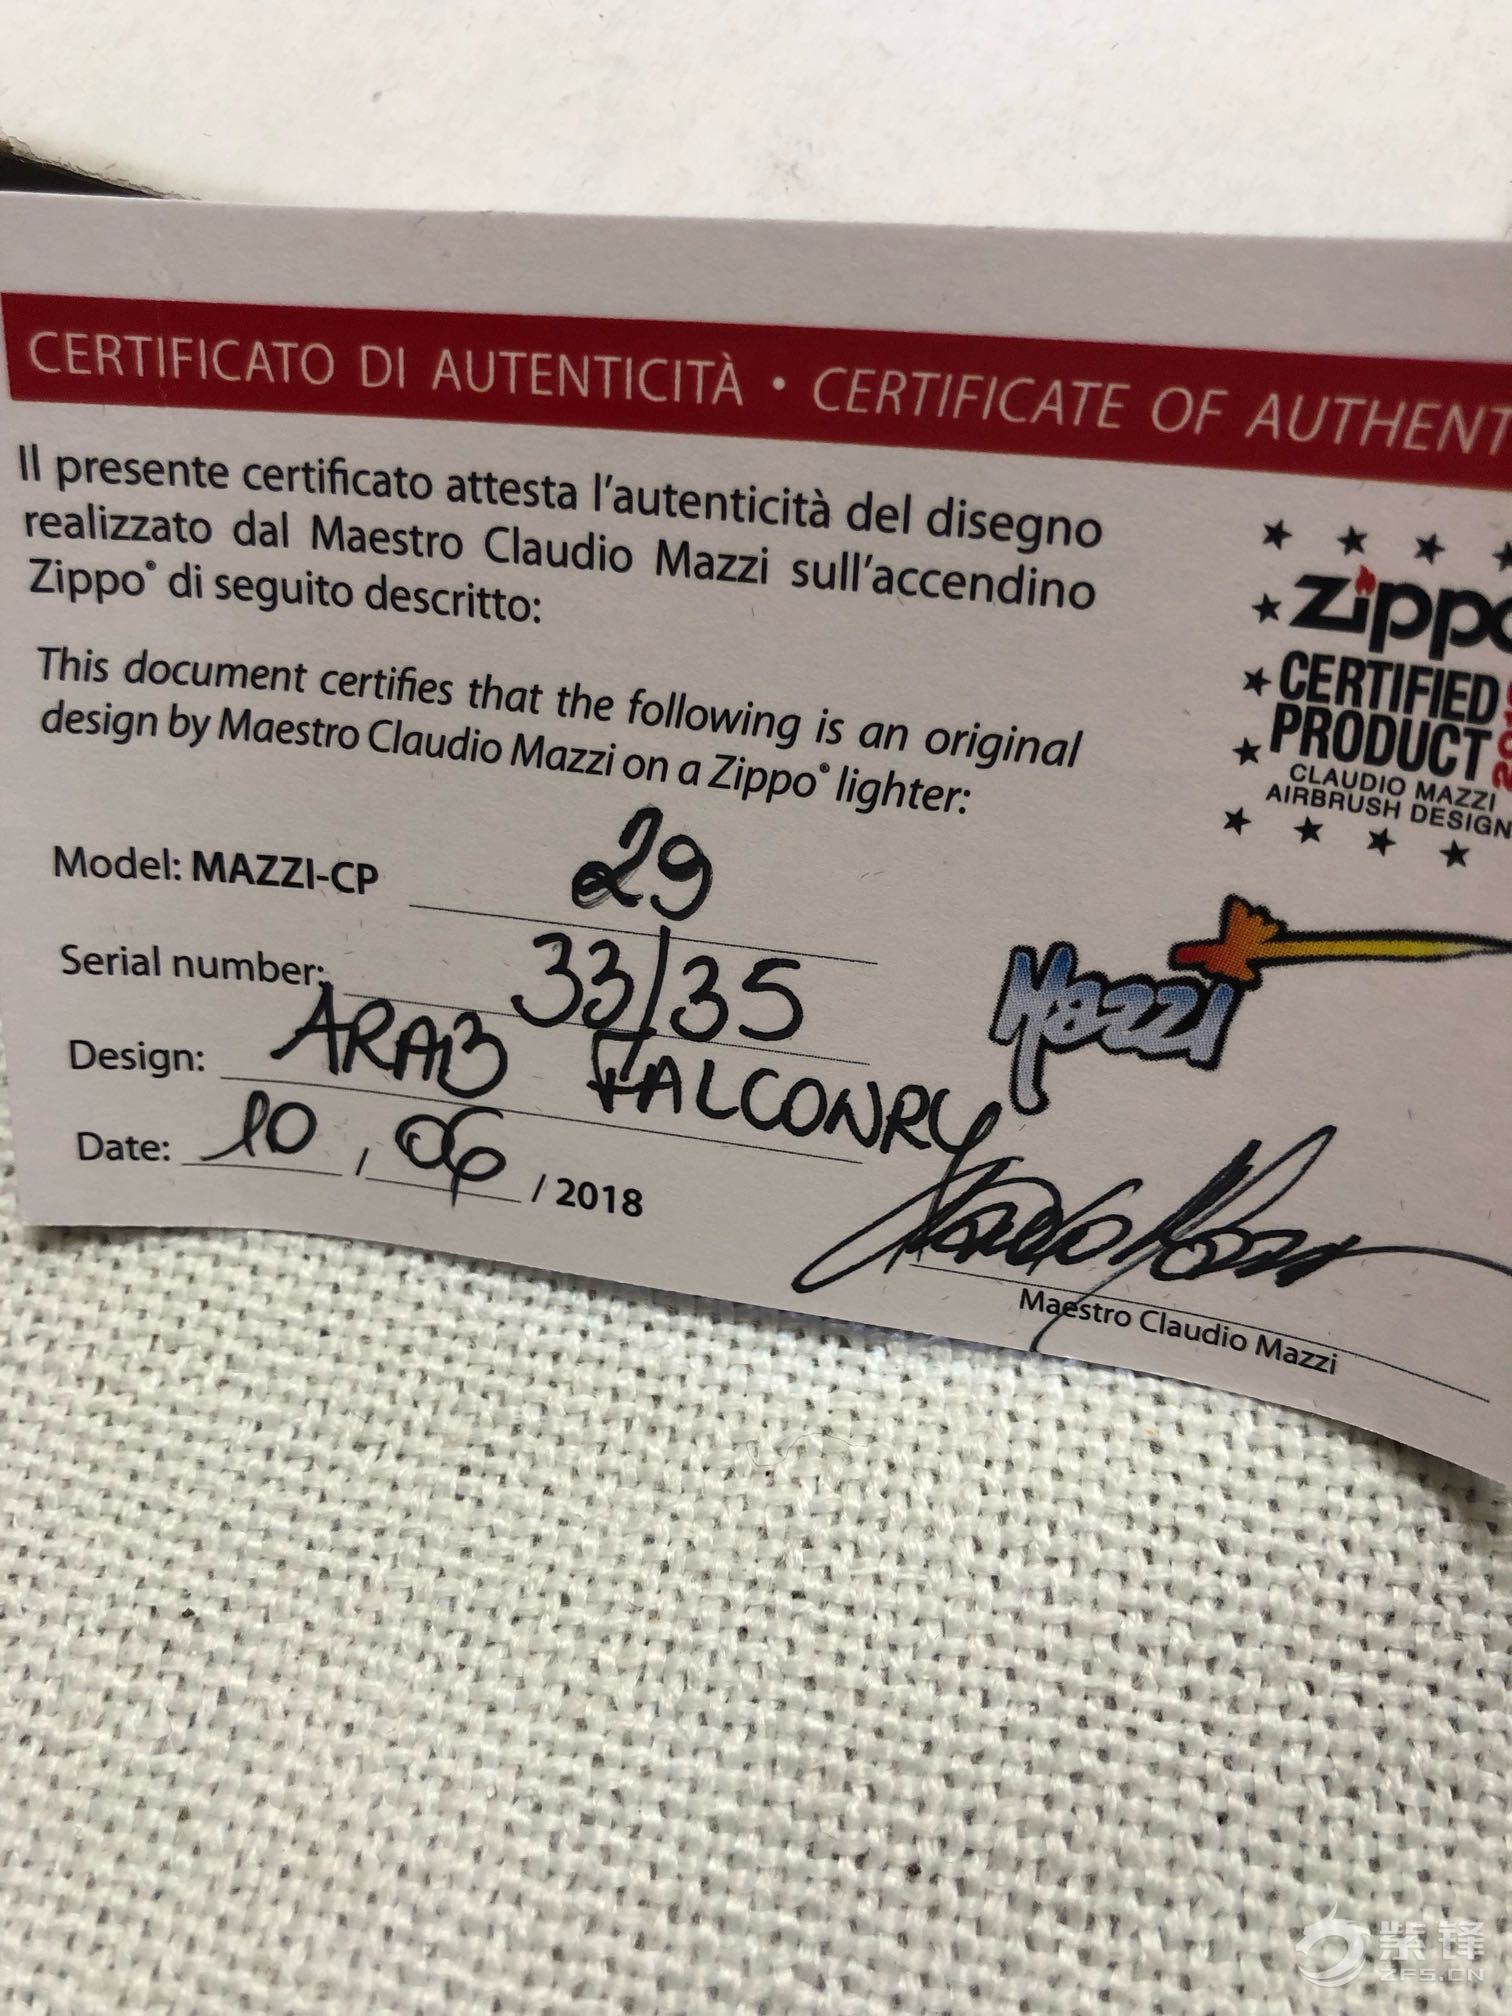 CERTIFICATO DI AUTENTICITÀ • CERTIFICATE OF AUTHENT
Il presente certificato attesta l'autenticità del disegno
realizzato dal Maestro Claudio Mazzi sull'accendino
Zippo® di seguito descritto:
This document certifies that the following is an original
design by Maestro Claudio Mazzi on a Zippo® lighter:
Model: MAZZI-CP 29
Serial number: 33/35
Design: ARAB FALCONRY
Date: 10 / 06 / 2018
zippo
CERTIFIED
PRODUCT
CLAUDIO MAZZI
AIRBRUSH DESIGN
Mazzi
Maestro Claudio Mazzi
紫锋
ZFS.CN